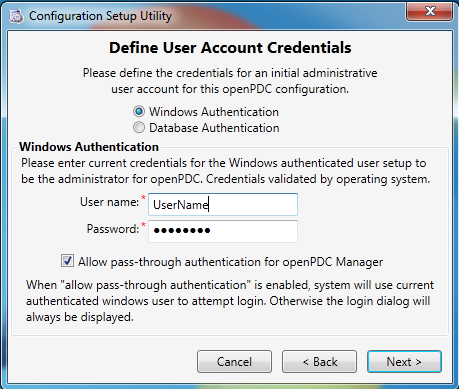 Configuration Setup Utility
Define User Account Credentials
Please define the credentials for an initial administrative
user account for this openPDC configuration.
Windows Authentication
Database Authentication
Windows Authentication
Please enter current credentials for the Windows authenticated user setup to
be the administrator for openPDC. Credentials validated by operating system.
User name:* UserName
Password:* ●●●●●●●●
Allow pass-through authentication for openPDC Manager
When "allow pass-through authentication" is enabled, system will use current
authenticated windows user to attempt login. Otherwise the login dialog will
always be displayed.
Cancel < Back Next >